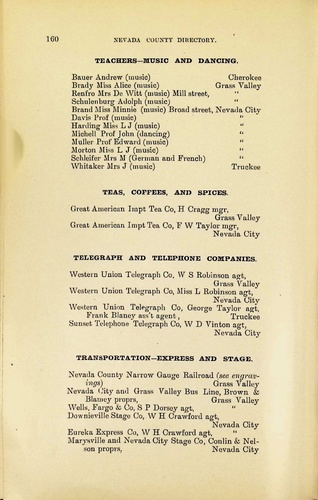 160 NEVADA COUNTY DIRECTORY.
TEACHERS—MUSIC AND DANCING.
Bauer Andrew (music) Cherokee
Brady Miss Alice (music) Grass Valley
Renfro Mrs De Witt (music) Mill street, "
Schulenburg Adolph (music) "
Brand Miss Minnie (music) Broad street, Nevada City
Davis Prof (music) "
Harding Miss L J (music) "
Michell Prof John (dancing) "
Muller Prof Edward (music) "
Morton Miss L J (music) "
Schleifer Mrs M (German and French) "
Whitaker Mrs J (music) Truckee
TEAS, COFFEES, AND SPICES.
Great American Impt Tea Co, H Cragg mgr,
Grass Valley
Great American Impt Tea Co, F W Taylor mgr,
Nevada City
TELEGRAPH AND TELEPHONE COMPANIES.
Western Union Telegraph Co, W S Robinson agt,
Grass Valley
Western Union Telegraph Co, Miss L Robinson agt,
Nevada City
Western Union Telegraph Co, George Taylor agt,
Frank Blaney ass't agent, Truckee
Sunset Telephone Telegraph Co, W D Vinton agt,
Nevada City
TRANSPORTATION—EXPRESS AND STAGE.
Nevada County Narrow Gauge Railroad (see engrav-
ings) Grass Valley
Nevada City and Grass Valley Bus Line, Brown &
Blamey proprs, Grass Valley
Wells, Fargo & Co, S P Dorsey agt, "
Downieville Stage Co, W H Crawford agt,
Nevada City
Eureka Express Co, W H Crawford agt, "
Marysville and Nevada City Stage Co, Conlin & Nel-
son proprs, Nevada City